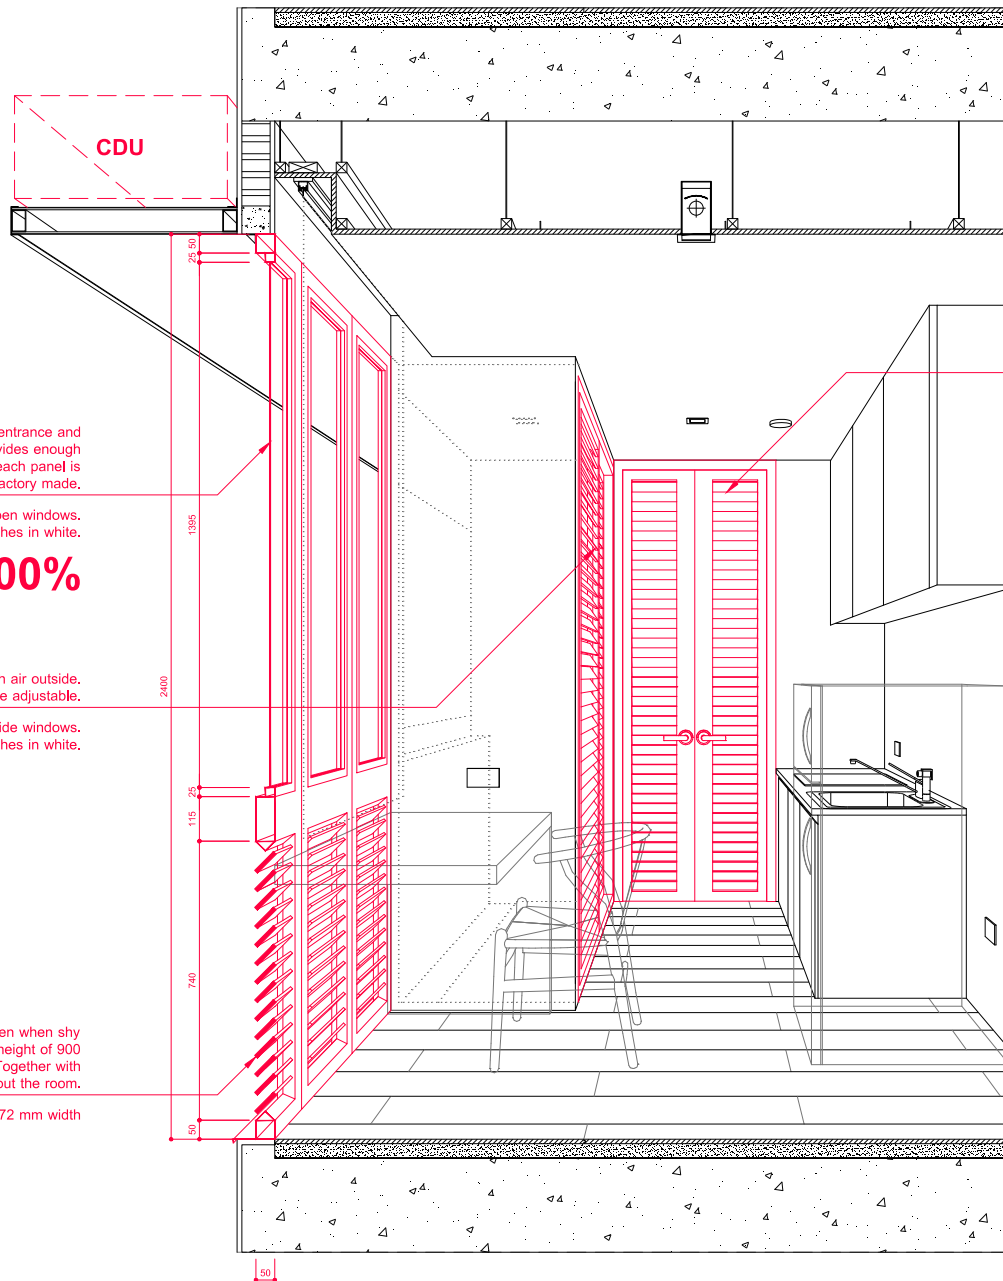 CDU
25 50
entrance and
vides enough
each panel is
actory made.
pen windows.
hes in white.
1395
00%
h air outside.
e adjustable.
ide windows.
hes in white.
2400
25
115
740
en when shy
height of 900
Together with
out the room.
72 mm width
50
50